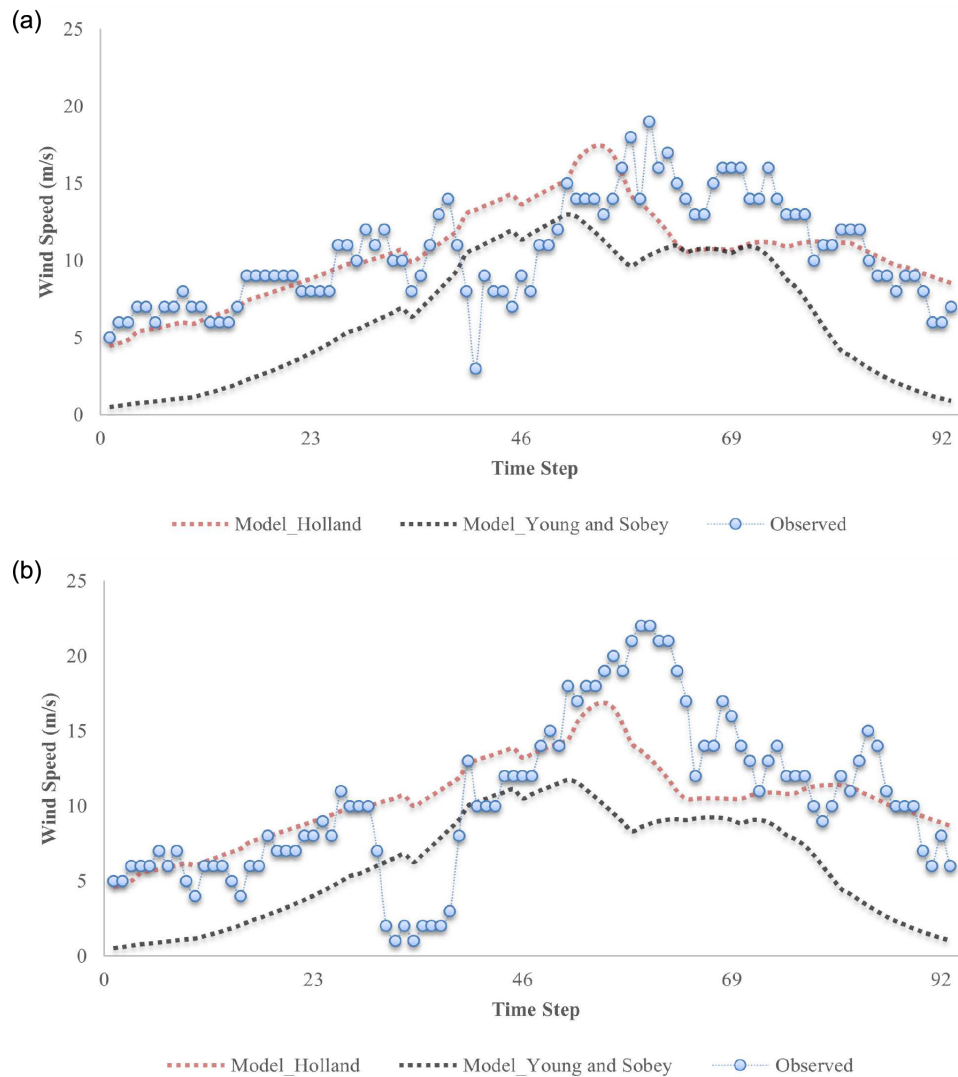 (a)
25
20
15
10
5
0
Wind Speed (m/s)
0 23 46 69 92
Time Step
Model_Holland Model_Young and Sobey Observed
(b)
25
20
15
10
5
0
Wind Speed (m/s)
0 23 46 69 92
Time Step
Model_Holland Model_Young and Sobey Observed